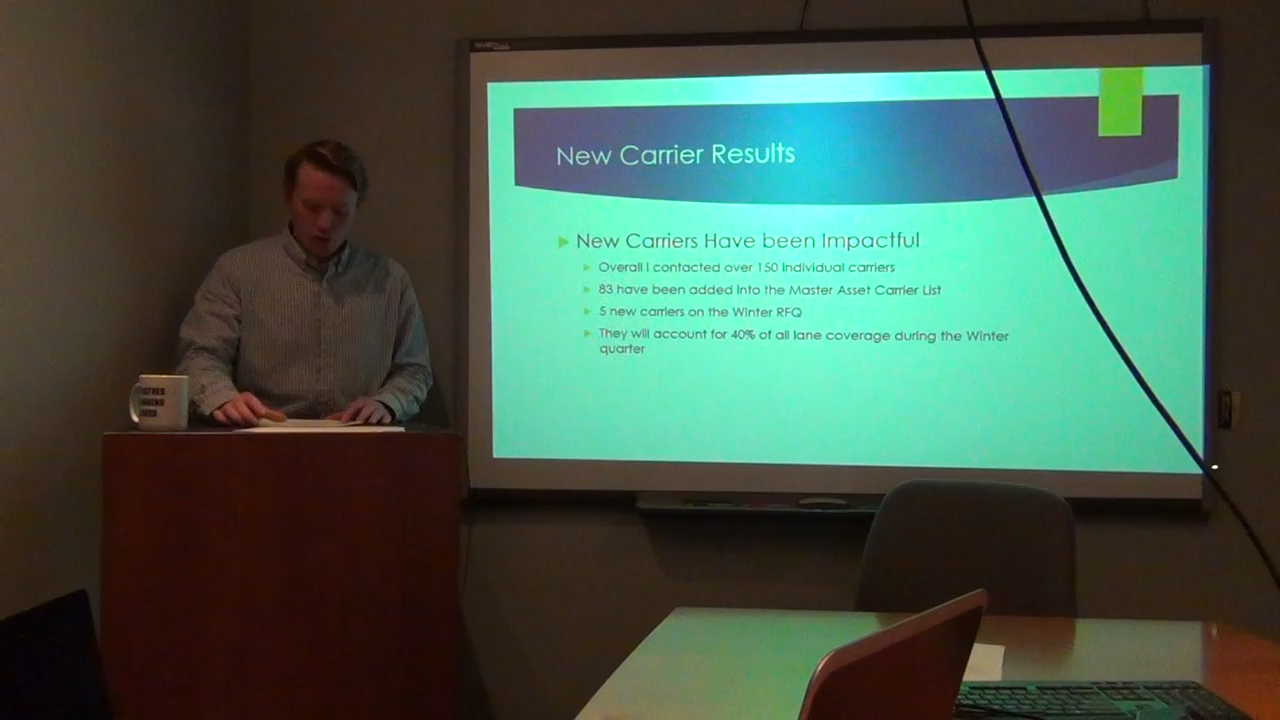 New Carrier Results
New Carriers Have been Impactful
Overall I contacted over 150 individual carriers
83 have been added into the Master Asset Carrier List
5 new carriers on the Winter RFQ
They will account for 40% of all lane coverage during the Winter
quarter